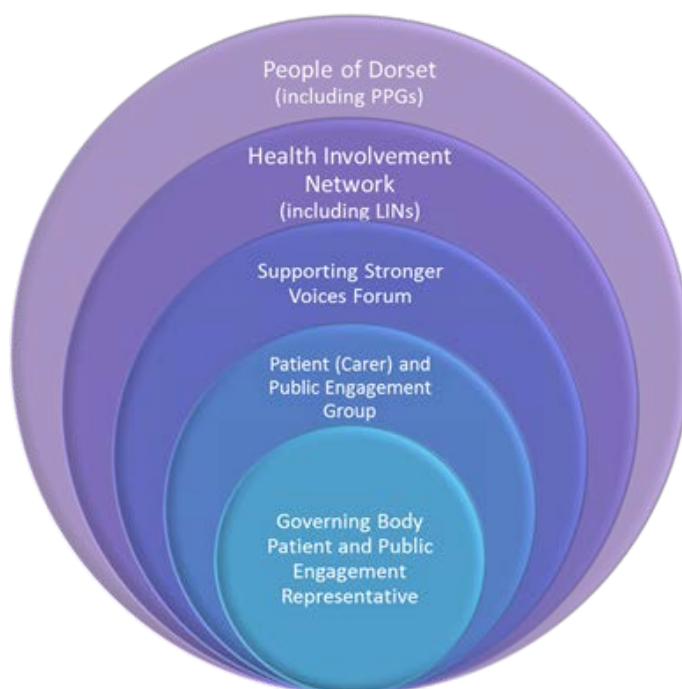 People of Dorset
(including PPGs)
Health Involvement
Network
(including LINs)
Supporting Stronger
Voices Forum
Patient (Carer) and
Public Engagement
Group
Governing Body
Patient and Public
Engagement
Representative